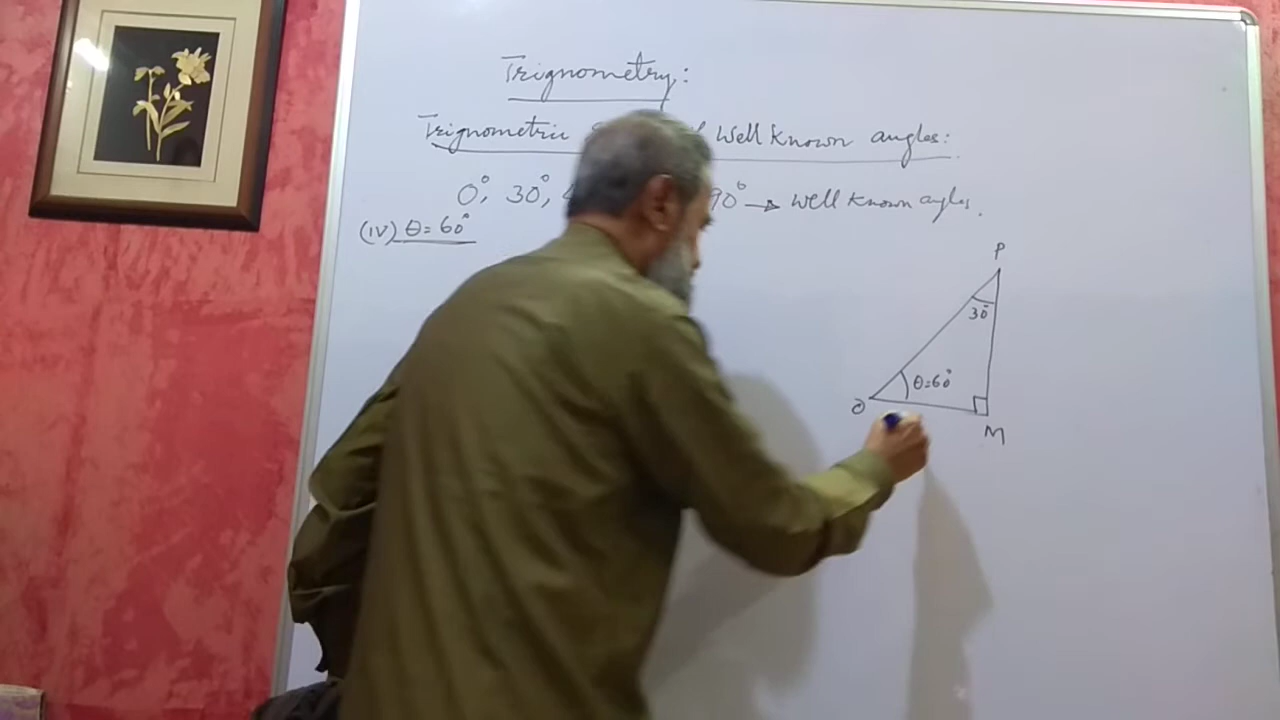 Trignometry:
Trignometric Well Known angles:
0°, 30°, 90° → Well Known angles.
(IV) θ = 60°
P
30°
θ=60°
O
M